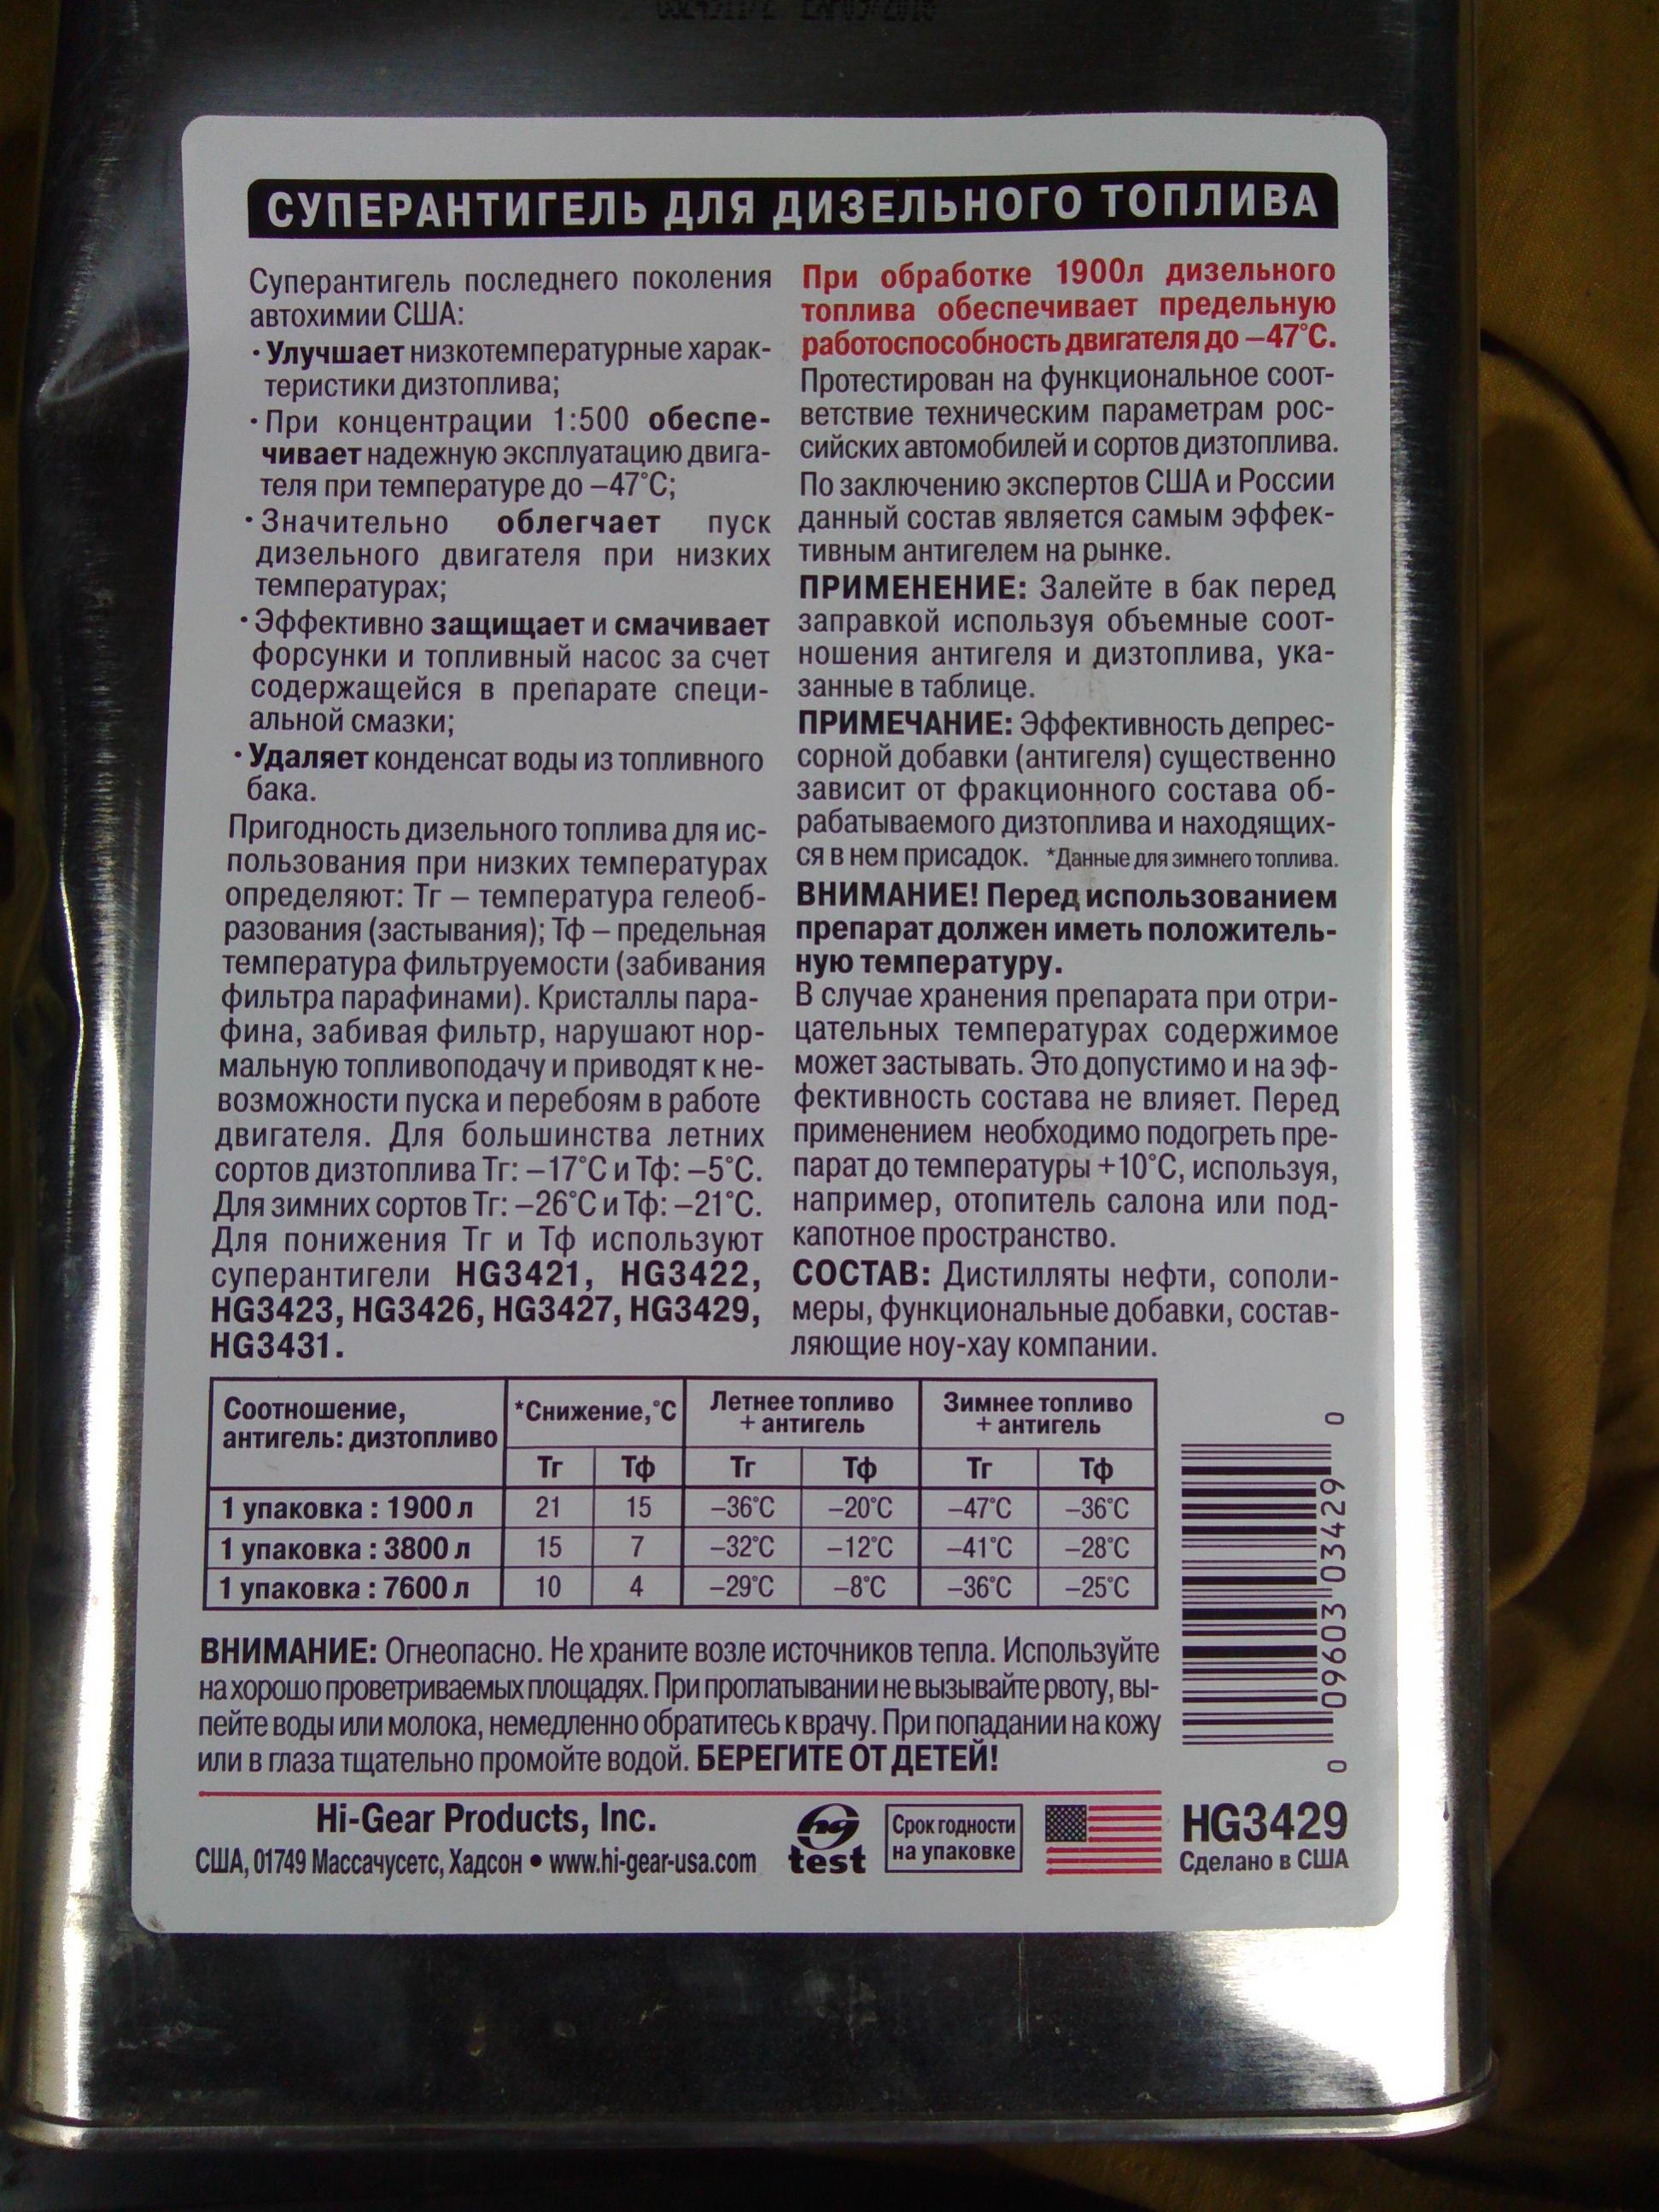 СУПЕРАНТИГЕЛЬ ДЛЯ ДИЗЕЛЬНОГО ТОПЛИВА
Суперантигель последнего поколения
автохимии США:
· Улучшает низкотемпературные харак-
теристики дизтоплива;
· При концентрации 1:500 обеспе-
чивает надежную эксплуатацию двига-
теля при температуре до –47°С;
· Значительно облегчает пуск
дизельного двигателя при низких
температурах;
· Эффективно защищает и смачивает
форсунки и топливный насос за счет
содержащейся в препарате специ-
альной смазки;
· Удаляет конденсат воды из топливного
бака.
Пригодность дизельного топлива для ис-
пользования при низких температурах
определяют: Тг – температура гелеоб-
разования (застывания); Тф – предельная
температура фильтруемости (забивания
фильтра парафинами). Кристаллы пара-
фина, забивая фильтр, нарушают нор-
мальную топливоподачу и приводят к не-
возможности пуска и перебоям в работе
двигателя. Для большинства летних
сортов дизтоплива Тг: –17°С и Тф: –5°С.
Для зимних сортов Тг: –26°С и Тф: –21°С.
Для понижения Тг и Тф используют
суперантигели HG3421, HG3422,
HG3423, HG3426, HG3427, HG3429,
HG3431.
При обработке 1900л дизельного
топлива обеспечивает предельную
работоспособность двигателя до –47°С.
Протестирован на функциональное соот-
ветствие техническим параметрам рос-
сийских автомобилей и сортов дизтоплива.
По заключению экспертов США и России
данный состав является самым эффек-
тивным антигелем на рынке.
ПРИМЕНЕНИЕ: Залейте в бак перед
заправкой используя объемные соот-
ношения антигеля и дизтоплива, ука-
занные в таблице.
ПРИМЕЧАНИЕ: Эффективность депрес-
сорной добавки (антигеля) существенно
зависит от фракционного состава об-
рабатываемого дизтоплива и находящих-
ся в нем присадок. *Данные для зимнего топлива.
ВНИМАНИЕ! Перед использованием
препарат должен иметь положитель-
ную температуру.
В случае хранения препарата при отри-
цательных температурах содержимое
может застывать. Это допустимо и на эф-
фективность состава не влияет. Перед
применением необходимо подогреть пре-
парат до температуры +10°С, используя,
например, отопитель салона или под-
капотное пространство.
СОСТАВ: Дистилляты нефти, сополи-
меры, функциональные добавки, состав-
ляющие ноу-хау компании.
Соотношение, *Снижение,°С Летнее топливо Зимнее топливо
антигель: дизтопливо + антигель + антигель
Тг Тф Тг Тф Тг Тф
1 упаковка : 1900 л 21 15 –36°С –20°С –47°С –36°С
1 упаковка : 3800 л 15 7 –32°С –12°С –41°С –28°С
1 упаковка : 7600 л 10 4 –29°С –8°С –36°С –25°С
0 09603 03429 0
ВНИМАНИЕ: Огнеопасно. Не храните возле источников тепла. Используйте
на хорошо проветриваемых площадях. При проглатывании не вызывайте рвоту, вы-
пейте воды или молока, немедленно обратитесь к врачу. При попадании на кожу
или в глаза тщательно промойте водой. БЕРЕГИТЕ ОТ ДЕТЕЙ!
Hi-Gear Products, Inc.
США, 01749 Массачусетс, Хадсон • www.hi-gear-usa.com
hg
test
Срок годности
на упаковке
HG3429
Сделано в США